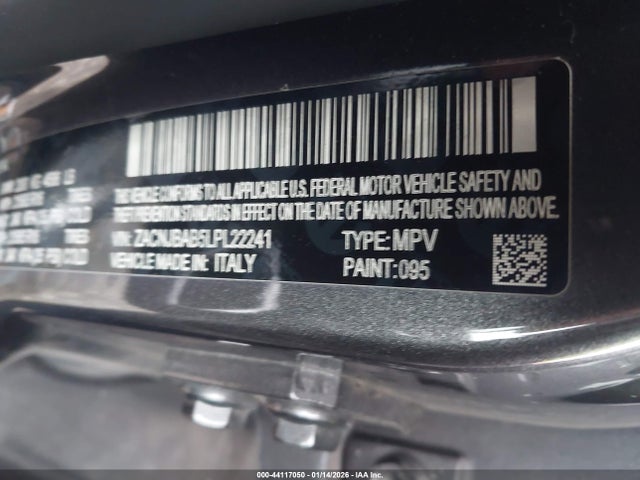 THIS VEHICLE CONFORMS TO ALL APPLICABLE U.S. FEDERAL MOTOR VEHICLE SAFETY AND
THEFT PREVENTION STANDARDS IN EFFECT ON THE DATE OF MANUFACTURE SHOWN ABOVE.
VIN: ZACNJBAB5LPL22241 TYPE: MPV
VEHICLE MADE IN: ITALY PAINT: 095
000-44117050 - 01/14/2026 - IAA Inc.